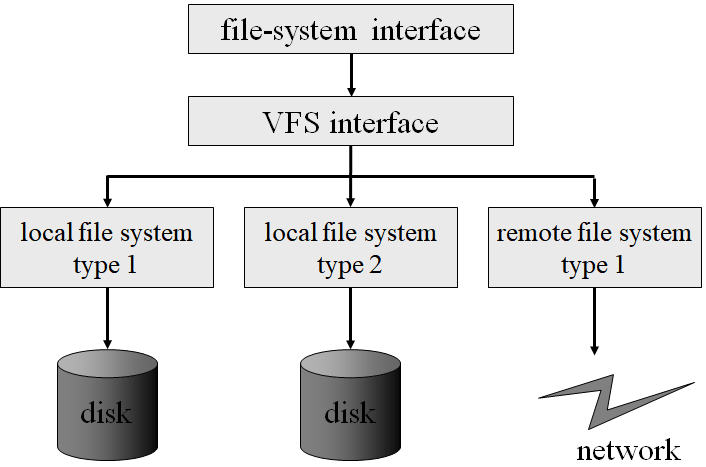 file-system interface
VFS interface
local file system
type 1
local file system
type 2
remote file system
type 1
disk
disk
network